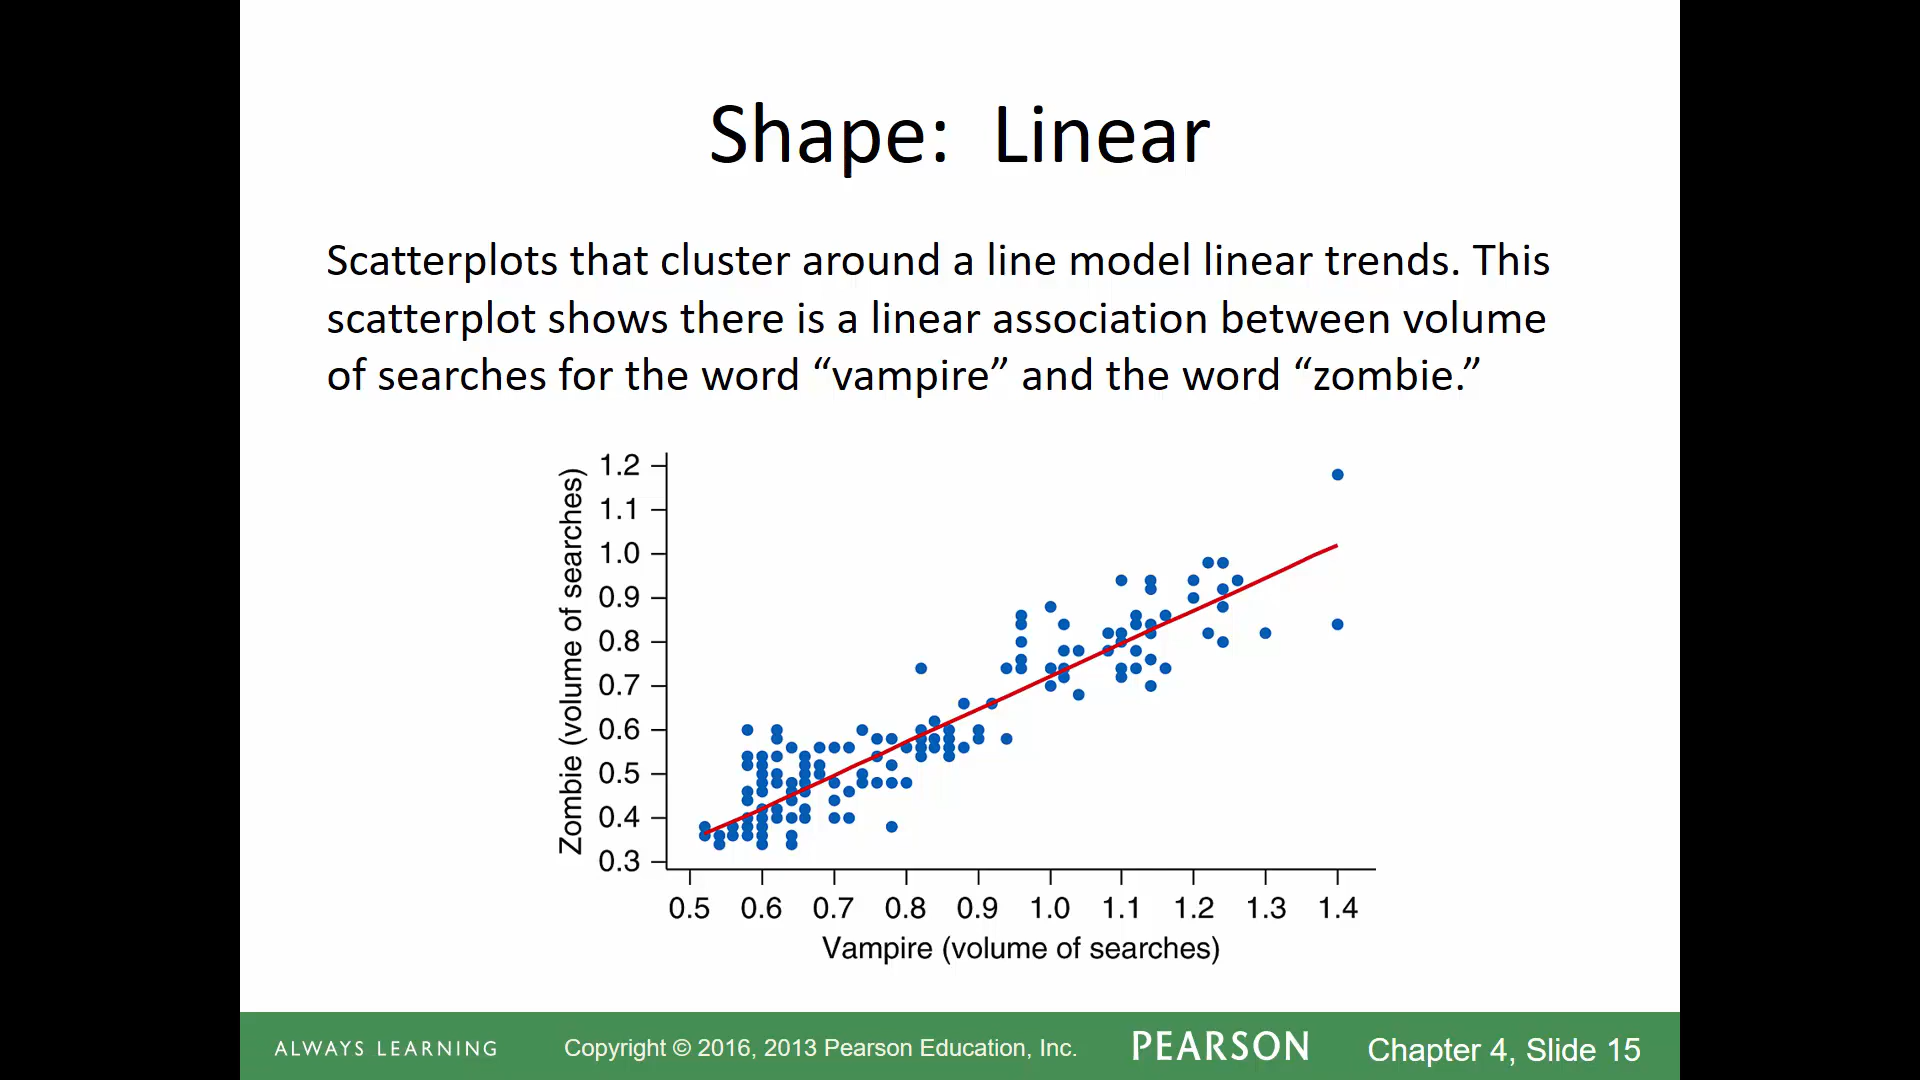 Shape: Linear
Scatterplots that cluster around a line model linear trends. This
scatterplot shows there is a linear association between volume
of searches for the word “vampire” and the word “zombie.”
Zombie (volume of searches)
1.2
1.1
1.0
0.9
0.8
0.7
0.6
0.5
0.4
0.3
0.5 0.6 0.7 0.8 0.9 1.0 1.1 1.2 1.3 1.4
Vampire (volume of searches)
ALWAYS LEARNING Copyright © 2016, 2013 Pearson Education, Inc. PEARSON Chapter 4, Slide 15